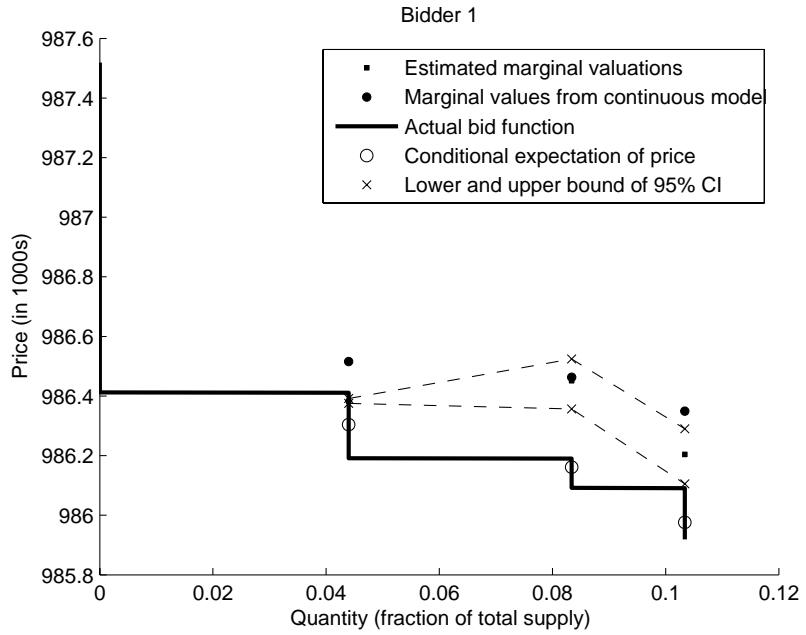 Bidder 1
987.6
987.4
987.2
987
986.8
986.6
986.4
986.2
986
985.8
Price (in 1000s)
Estimated marginal valuations
Marginal values from continuous model
Actual bid function
Conditional expectation of price
Lower and upper bound of 95% CI
0
0.02
0.04
0.06
0.08
0.1
0.12
Quantity (fraction of total supply)